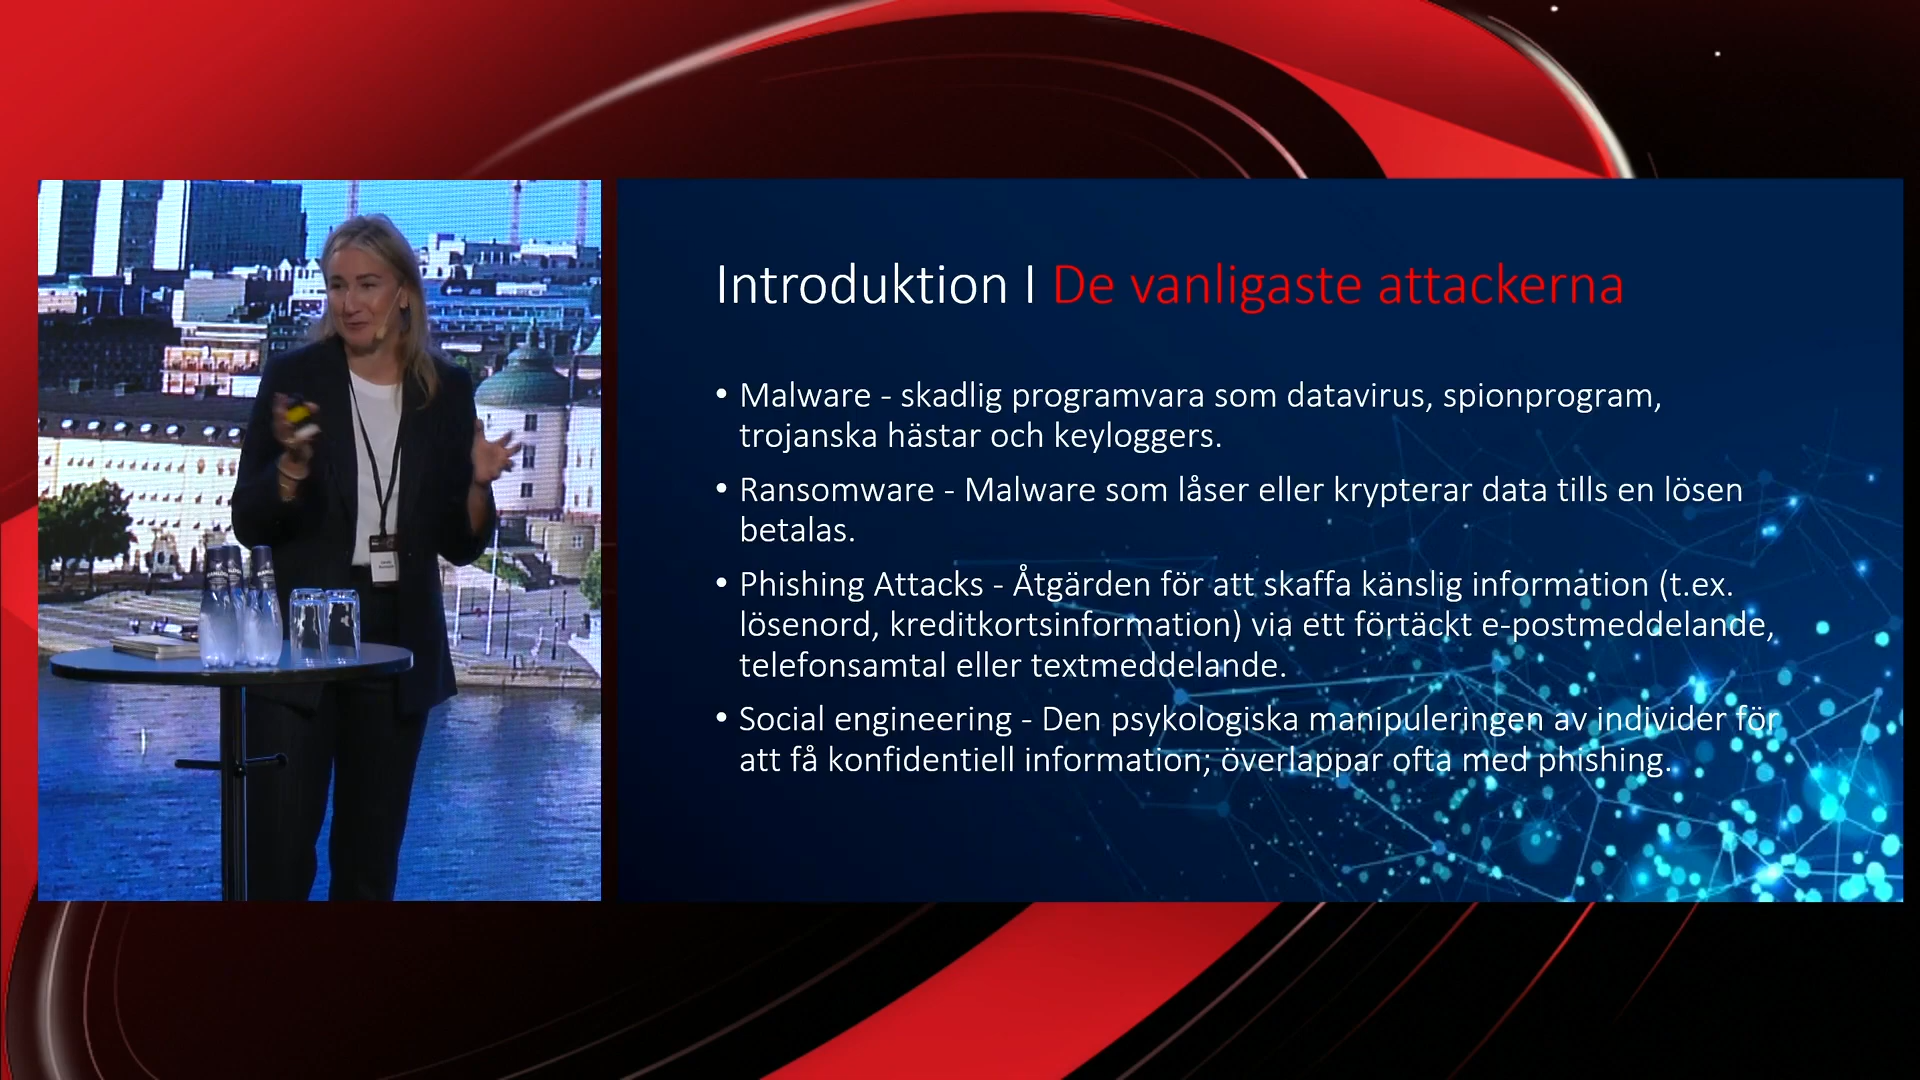 Introduktion I De vanligaste attackerna
• Malware - skadlig programvara som datavirus, spionprogram,
trojanska hästar och keyloggers.
• Ransomware - Malware som låser eller krypterar data tills en lösen
betalas.
• Phishing Attacks - Åtgärden för att skaffa känslig information (t.ex.
lösenord, kreditkortsinformation) via ett förtäckt e-postmeddelande,
telefonsamtal eller textmeddelande.
• Social engineering - Den psykologiska manipuleringen av individer för
att få konfidentiell information; överlappar ofta med phishing.